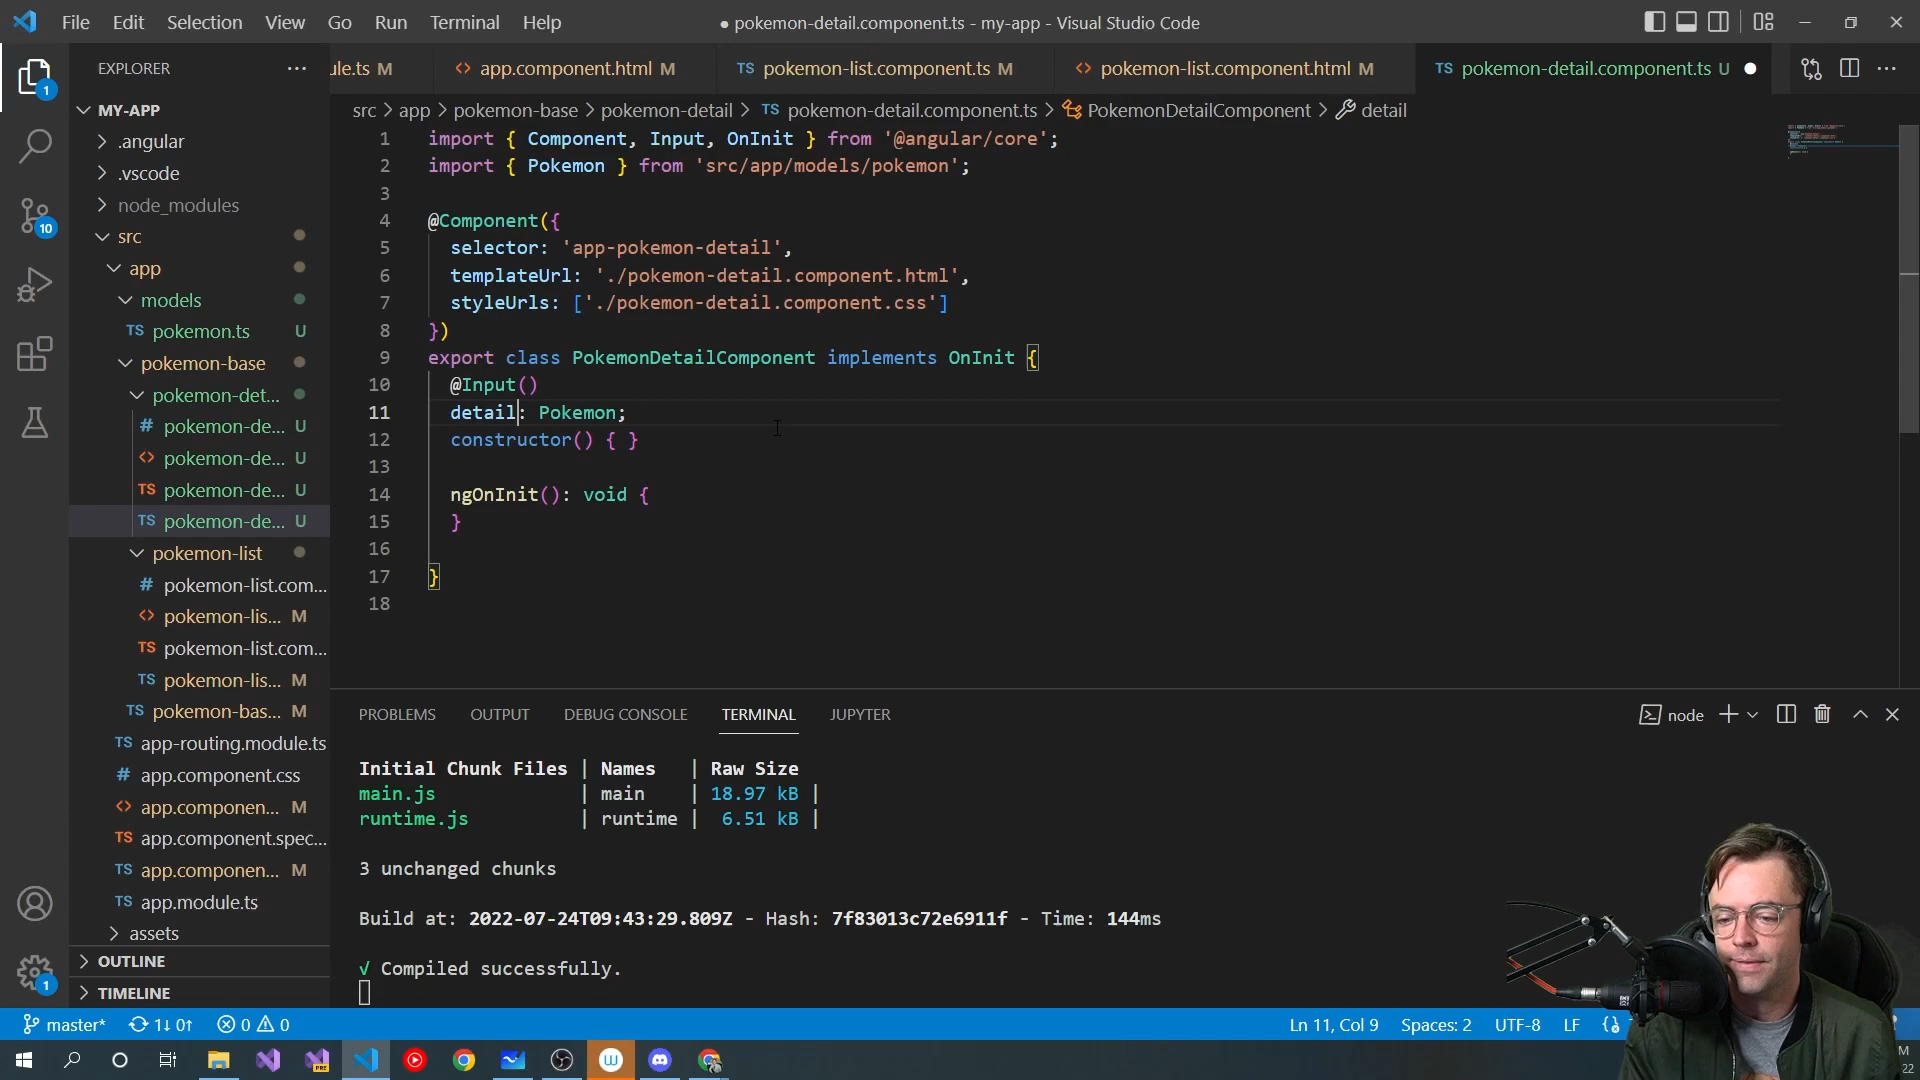 File Edit Selection View Go Run Terminal Help
● pokemon-detail.component.ts - my-app - Visual Studio Code
EXPLORER
ule.ts M
app.component.html M
TS pokemon-list.component.ts M
pokemon-list.component.html M
TS pokemon-detail.component.ts U
src > app > pokemon-base > pokemon-detail > TS pokemon-detail.component.ts > PokemonDetailComponent > detail
1
10
1
MY-APP
.angular
.vscode
node_modules
src
app
models
TS pokemon.ts U
pokemon-base
pokemon-det...
# pokemon-de... U
<> pokemon-de... U
TS pokemon-de... U
TS pokemon-de... U
pokemon-list
# pokemon-list.com...
<> pokemon-lis... M
TS pokemon-list.com...
TS pokemon-lis... M
TS pokemon-bas... M
TS app-routing.module.ts
# app.component.css
<> app.componen... M
TS app.component.spec...
TS app.componen... M
TS app.module.ts
assets
OUTLINE
TIMELINE
1 import { Component, Input, OnInit } from '@angular/core';
2 import { Pokemon } from 'src/app/models/pokemon';
3
4 @Component({
5 selector: 'app-pokemon-detail',
6 templateUrl: './pokemon-detail.component.html',
7 styleUrls: ['./pokemon-detail.component.css']
8 })
9 export class PokemonDetailComponent implements OnInit {
10 @Input()
11 detail: Pokemon;
12 constructor() { }
13
14 ngOnInit(): void {
15 }
16
17 }
18
PROBLEMS OUTPUT DEBUG CONSOLE TERMINAL JUPYTER
node
Initial Chunk Files | Names | Raw Size
main.js | main | 18.97 kB |
runtime.js | runtime | 6.51 kB |
3 unchanged chunks
Build at: 2022-07-24T09:43:29.809Z - Hash: 7f83013c72e6911f - Time: 144ms
√ Compiled successfully.
master* 1↓ 0↑ 0 0
Ln 11, Col 9 Spaces: 2 UTF-8 LF
PRE
W
M
22